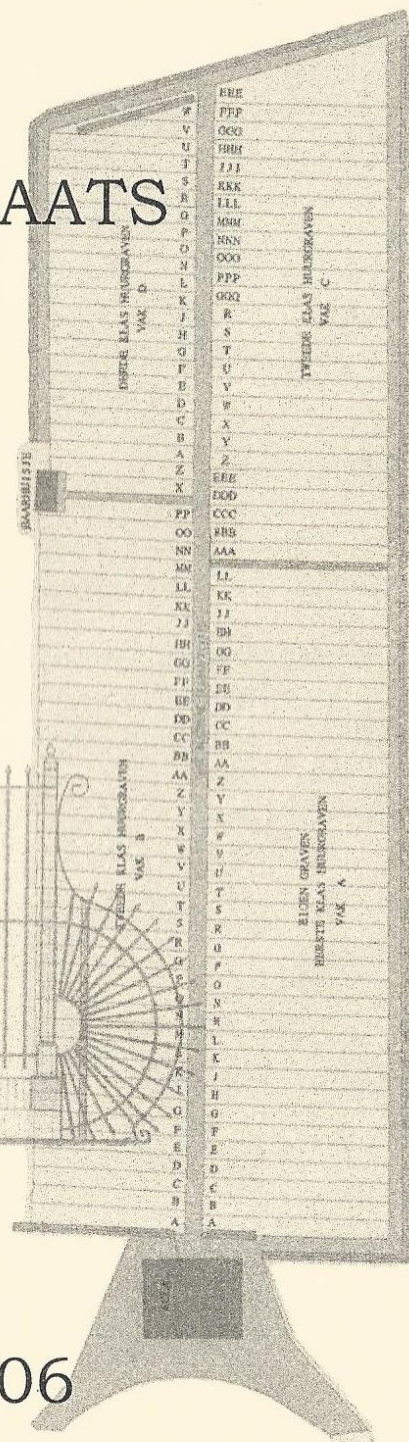 AATS
06
BAARHUISJE
DERDE KLAS HUURGRAVEN
VAK D
TWEEDE KLAS HUURGRAVEN
VAK C
TWEEDE KLAS HUURGRAVEN
VAK B
EIGEN GRAVEN
EERSTE KLAS HUURGRAVEN
VAK A
W
V
U
T
S
R
Q
P
O
N
L
K
J
H
G
F
E
D
C
B
A
Z
X
PP
OO
NN
MM
LL
KK
JJ
HH
GG
FF
EE
DD
CC
BB
AA
Z
Y
X
W
V
U
T
S
R
Q
P
O
N
M
K
G
F
E
D
C
B
A
EEE
FFF
GGG
HHH
JJJ
KKK
LLL
MMM
NNN
OOO
PPP
QQQ
R
S
T
U
V
W
X
Y
Z
EEE
DDD
CCC
BBB
AAA
LL
KK
JJ
HH
GG
FF
EE
DD
CC
BB
AA
Z
Y
X
W
V
U
T
S
R
Q
P
O
N
M
L
K
J
H
G
F
E
D
C
B
A